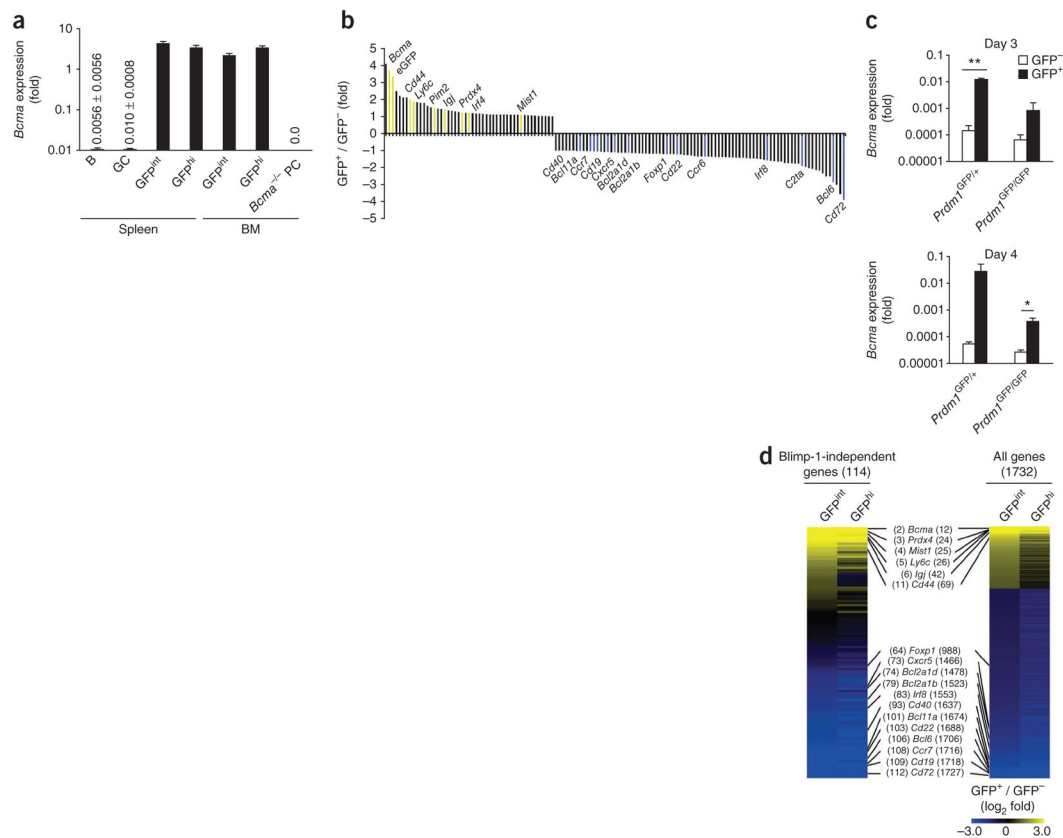 a
Bcma expression
(fold)
10
1
0.1
0.01
0.0056 ± 0.0056
0.010 ± 0.0008
0.0
B
GC
GFPint
GFPhi
GFPint
GFPhi
Bcma–/– PC
Spleen
BM
b
GFP+ / GFP– (fold)
5
4
3
2
1
0
–1
–2
–3
–4
–5
Bcma
eGFP
Cd44
Ly6c
Pim2
Igj
Prdx4
Irf4
Mist1
Cd40
Bcl11a
Ccr7
Cd19
Cxcr5
Bcl2a1d
Bcl2a1b
Foxp1
Cd22
Ccr6
Irf8
C2ta
Bcl6
Cd72
c
Day 3
GFP–
GFP+
Bcma expression
(fold)
0.1
0.01
0.001
0.0001
0.00001
**
Prdm1GFP/+
Prdm1GFP/GFP
Day 4
Bcma expression
(fold)
0.1
0.01
0.001
0.0001
0.00001
*
Prdm1GFP/+
Prdm1GFP/GFP
d
Blimp-1-independent
genes (114)
All genes
(1732)
GFPint
GFPhi
GFPint
GFPhi
(2) Bcma (12)
(3) Prdx4 (24)
(4) Mist1 (25)
(5) Ly6c (26)
(6) Igj (42)
(11) Cd44 (69)
(64) Foxp1 (988)
(73) Cxcr5 (1466)
(74) Bcl2a1d (1478)
(79) Bcl2a1b (1523)
(83) Irf8 (1553)
(93) Cd40 (1637)
(101) Bcl11a (1674)
(103) Cd22 (1688)
(106) Bcl6 (1706)
(108) Ccr7 (1716)
(109) Cd19 (1718)
(112) Cd72 (1727)
GFP+ / GFP–
(log2 fold)
–3.0 0 3.0